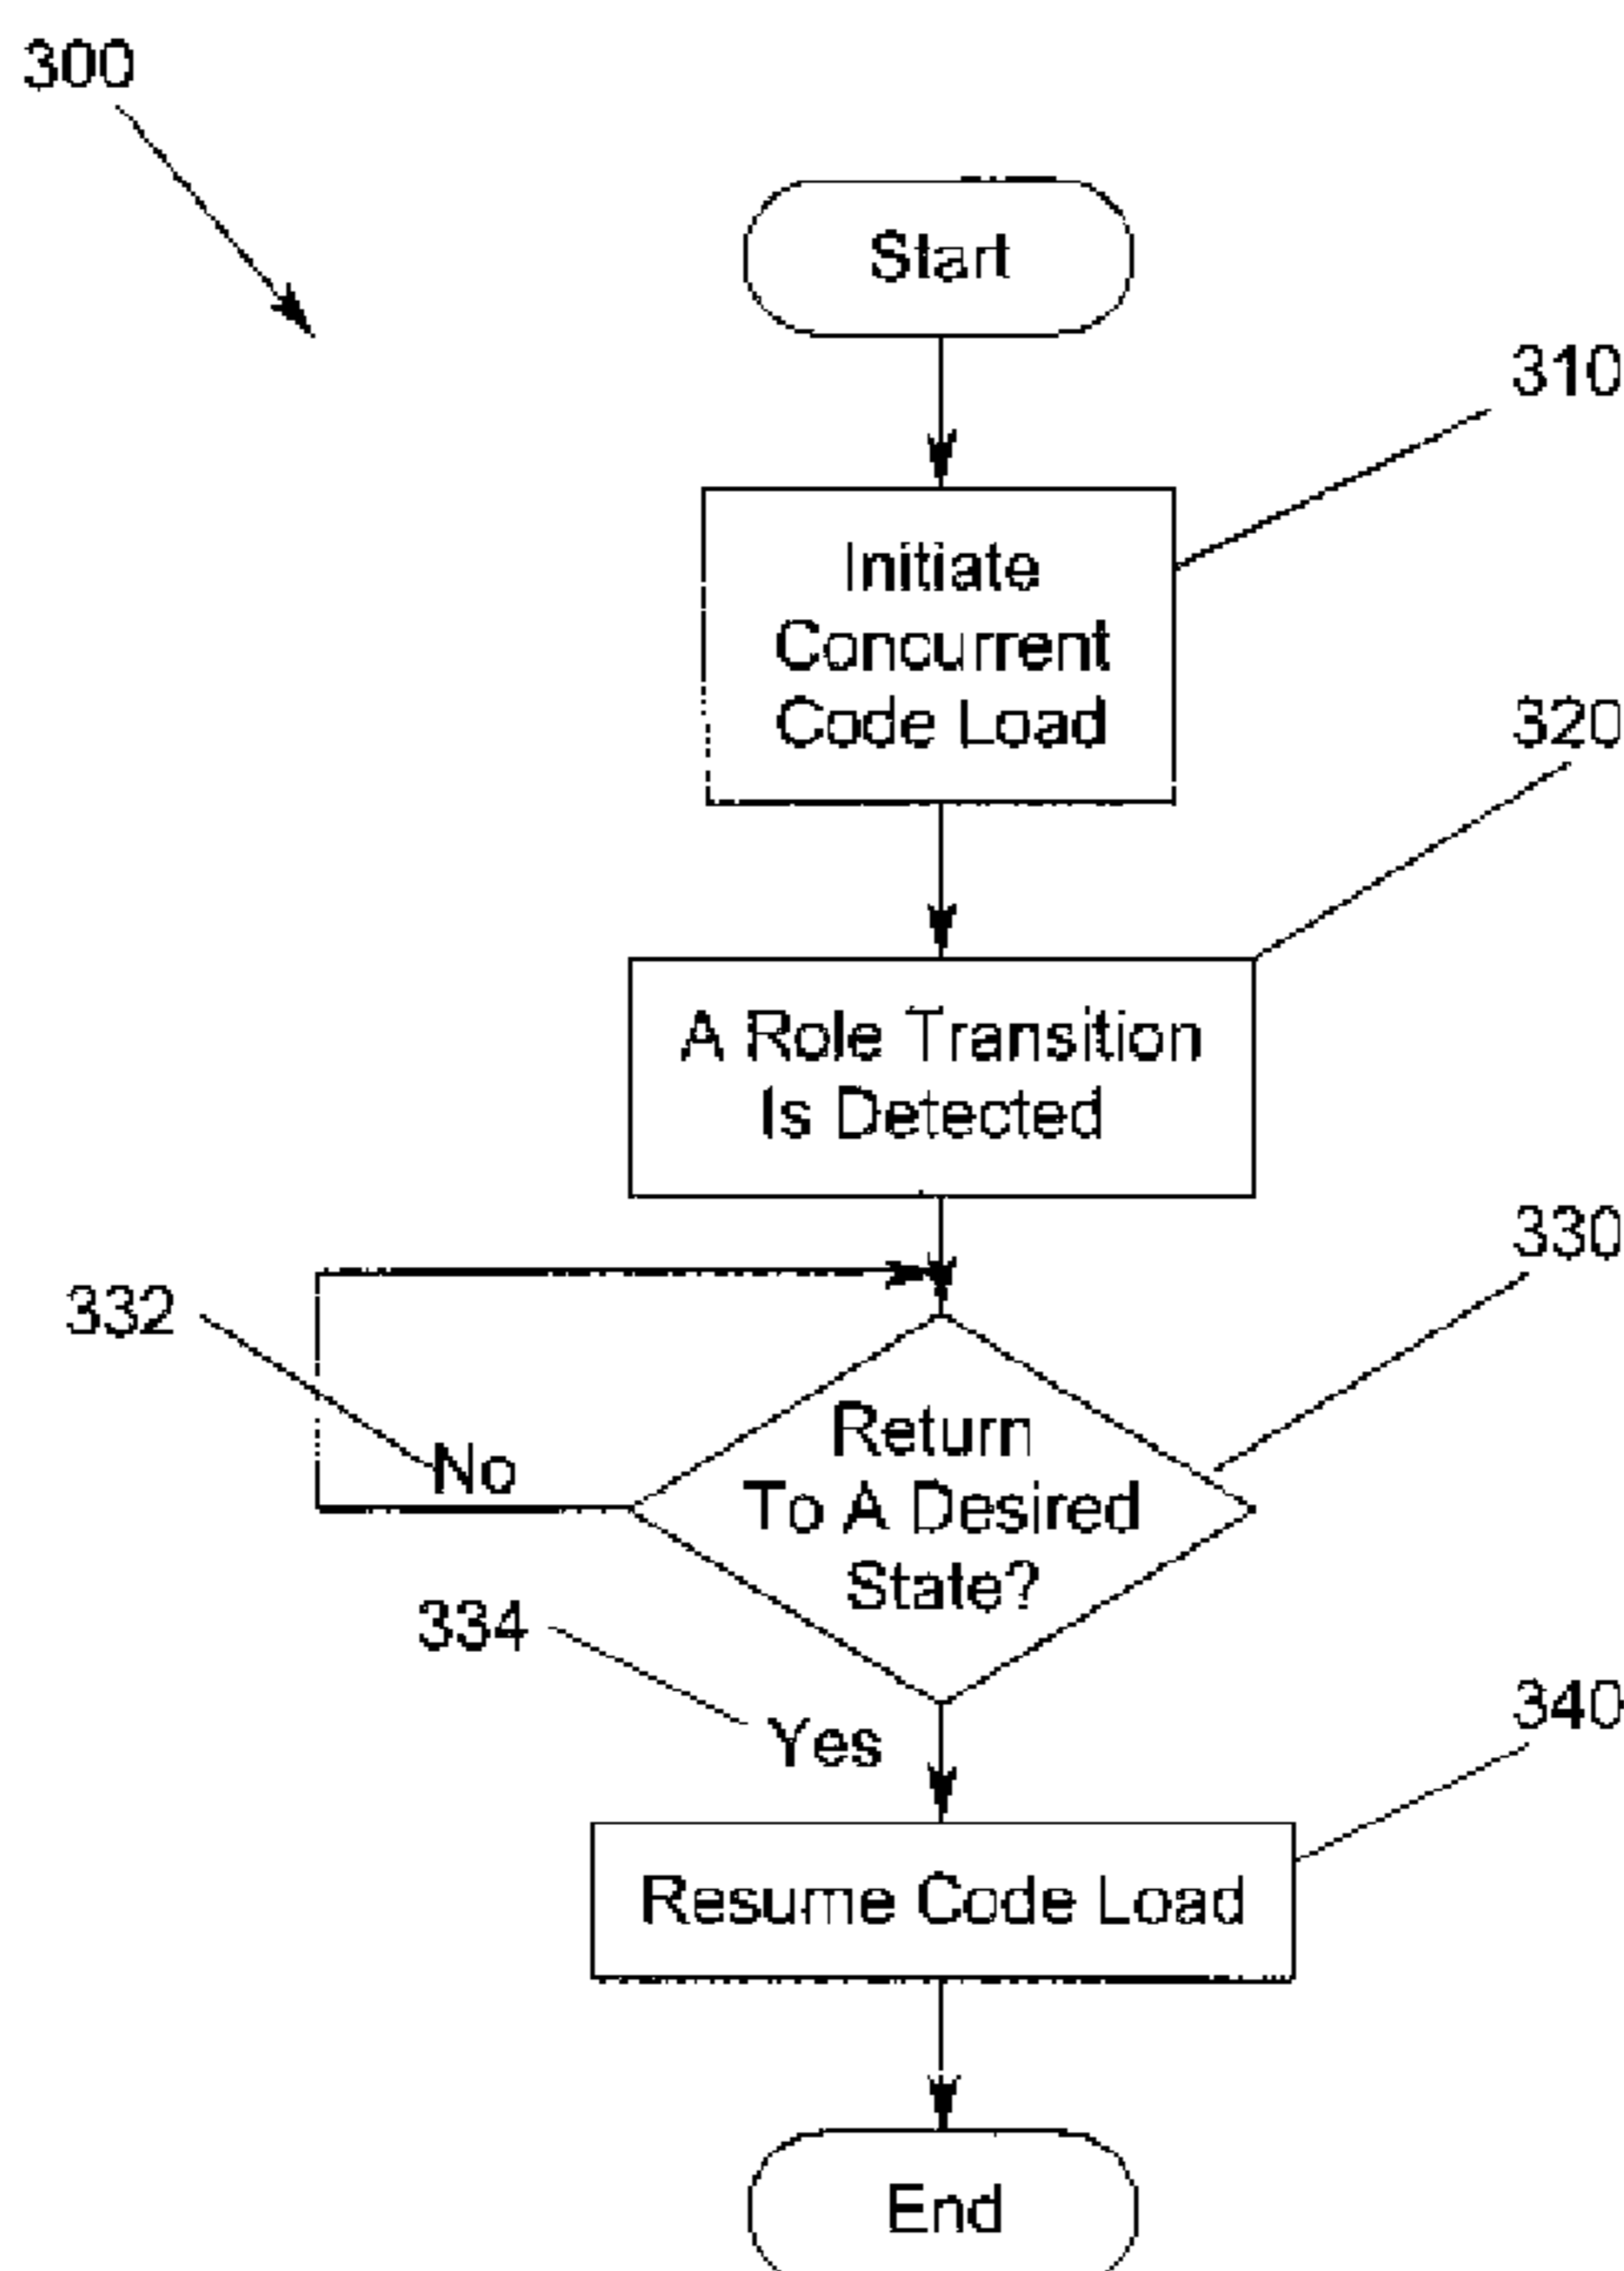 300
Start
310
Initiate
Concurrent
Code Load
320
A Role Transition
Is Detected
330
332
Return
To A Desired
State?
No
334
Yes
340
Resume Code Load
End